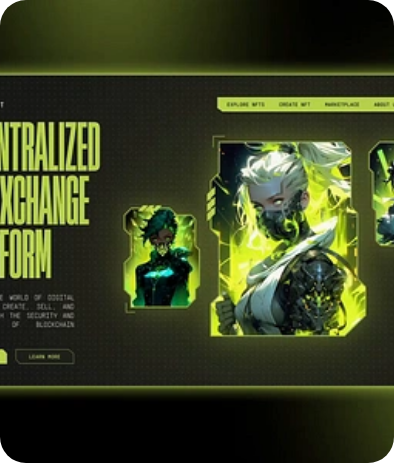 T
EXPLORE NFTS CREATE NFT MARKETPLACE ABOUT
NTRALIZED
XCHANGE
FORM
E WORLD OF DIGITAL
CREATE, SELL, AND
H THE SECURITY AND
OF BLOCKCHAIN
LEARN MORE